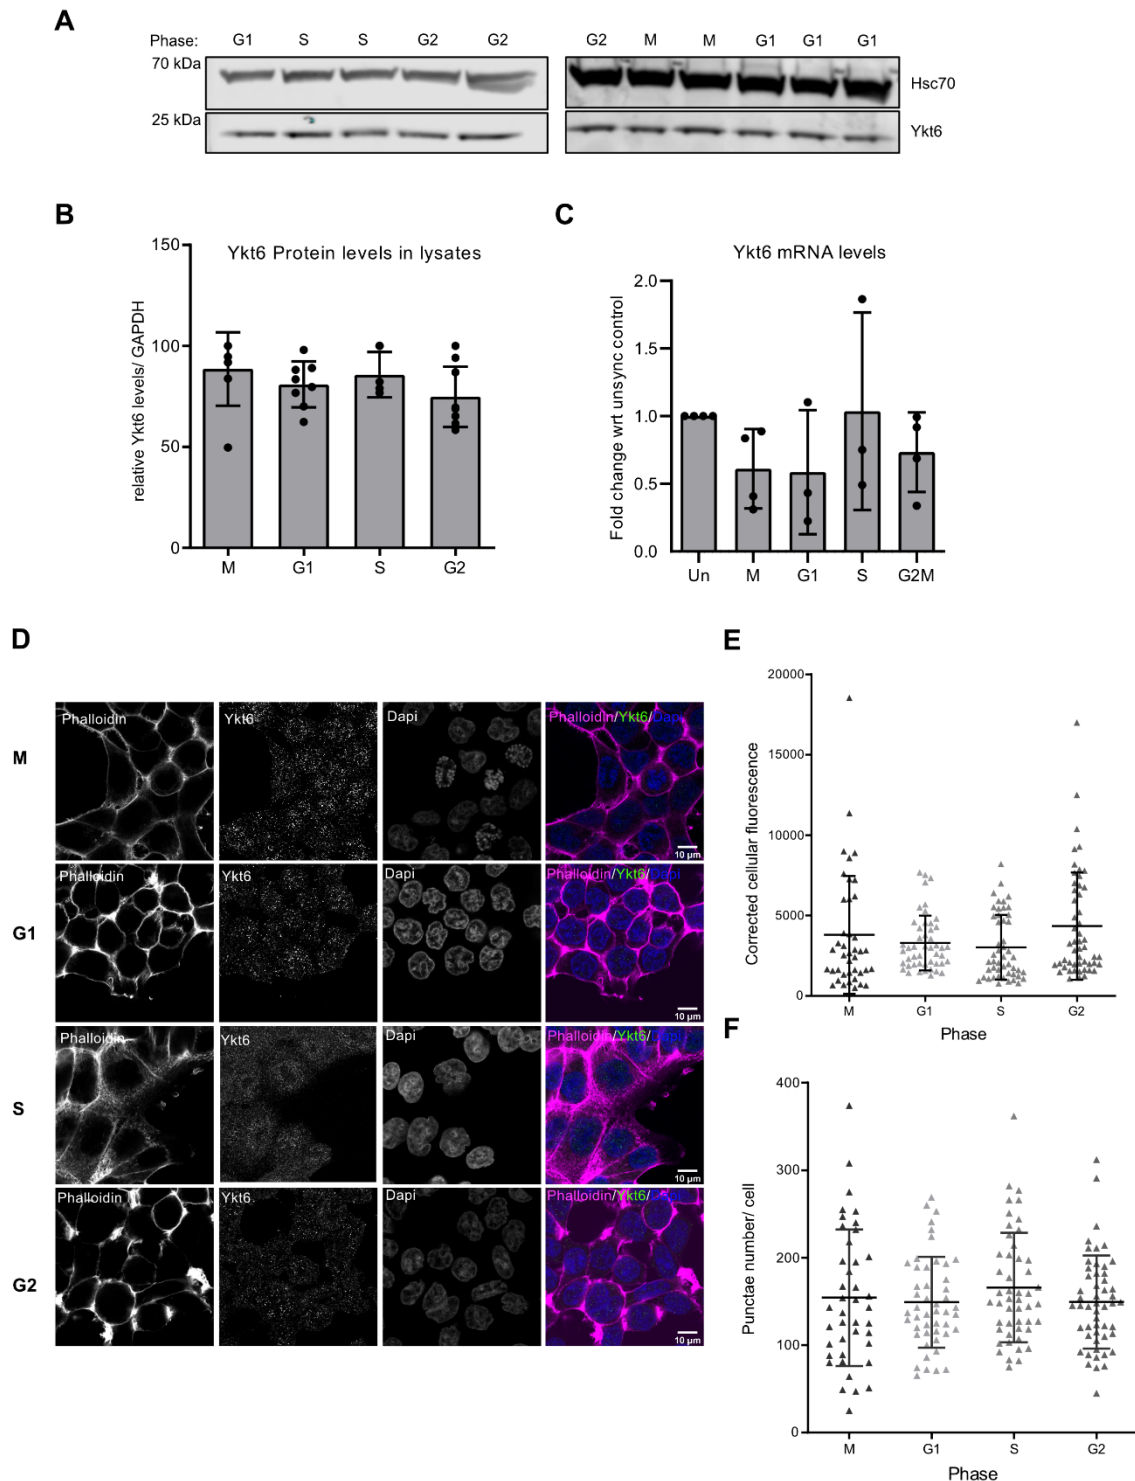 A
Phase: G1 S S G2 G2 G2 M M G1 G1 G1
70 kDa
Hsc70
25 kDa
Ykt6
B
Ykt6 Protein levels in lysates
relative Ykt6 levels/ GAPDH
150
100
50
0
M G1 S G2
C
Ykt6 mRNA levels
Fold change wrt unsync control
2.0
1.5
1.0
0.5
0.0
Un M G1 S G2M
D
M
Phalloidin Ykt6 Dapi Phalloidin/Ykt6/Dapi
10 µm
G1
Phalloidin Ykt6 Dapi Phalloidin/Ykt6/Dapi
10 µm
S
Phalloidin Ykt6 Dapi Phalloidin/Ykt6/Dapi
10 µm
G2
Phalloidin Ykt6 Dapi Phalloidin/Ykt6/Dapi
10 µm
E
Corrected cellular fluorescence
20000
15000
10000
5000
0
M G1 S G2
Phase
F
Punctae number/ cell
400
300
200
100
0
M G1 S G2
Phase